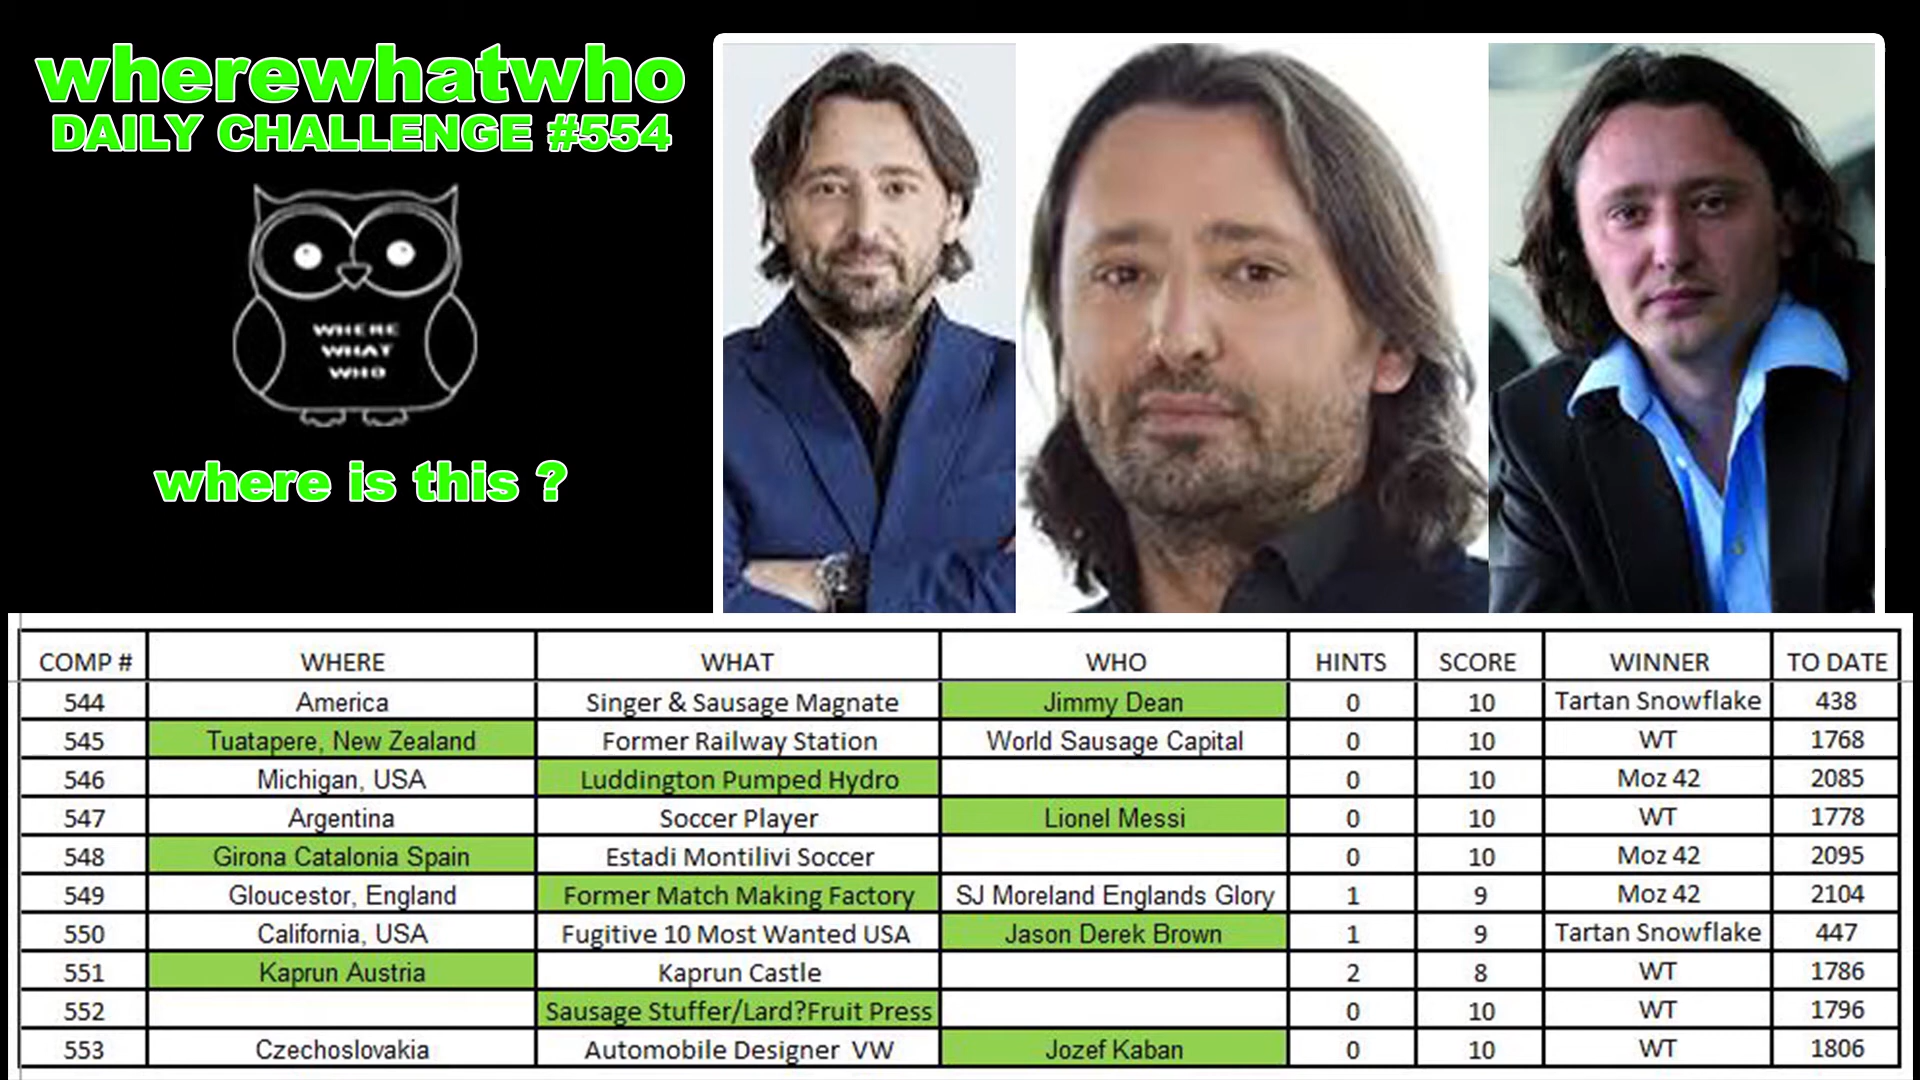 wherewhatwho
DAILY CHALLENGE #554
WHERE
WHAT
WHO
where is this ?
COMP # WHERE WHAT WHO HINTS SCORE WINNER TO DATE
544 America Singer & Sausage Magnate Jimmy Dean 0 10 Tartan Snowflake 438
545 Tuatapere, New Zealand Former Railway Station World Sausage Capital 0 10 WT 1768
546 Michigan, USA Luddington Pumped Hydro 0 10 Moz 42 2085
547 Argentina Soccer Player Lionel Messi 0 10 WT 1778
548 Girona Catalonia Spain Estadi Montilivi Soccer 0 10 Moz 42 2095
549 Gloucestor, England Former Match Making Factory SJ Moreland Englands Glory 1 9 Moz 42 2104
550 California, USA Fugitive 10 Most Wanted USA Jason Derek Brown 1 9 Tartan Snowflake 447
551 Kaprun Austria Kaprun Castle 2 8 WT 1786
552 Sausage Stuffer/Lard?Fruit Press 0 10 WT 1796
553 Czechoslovakia Automobile Designer VW Jozef Kaban 0 10 WT 1806